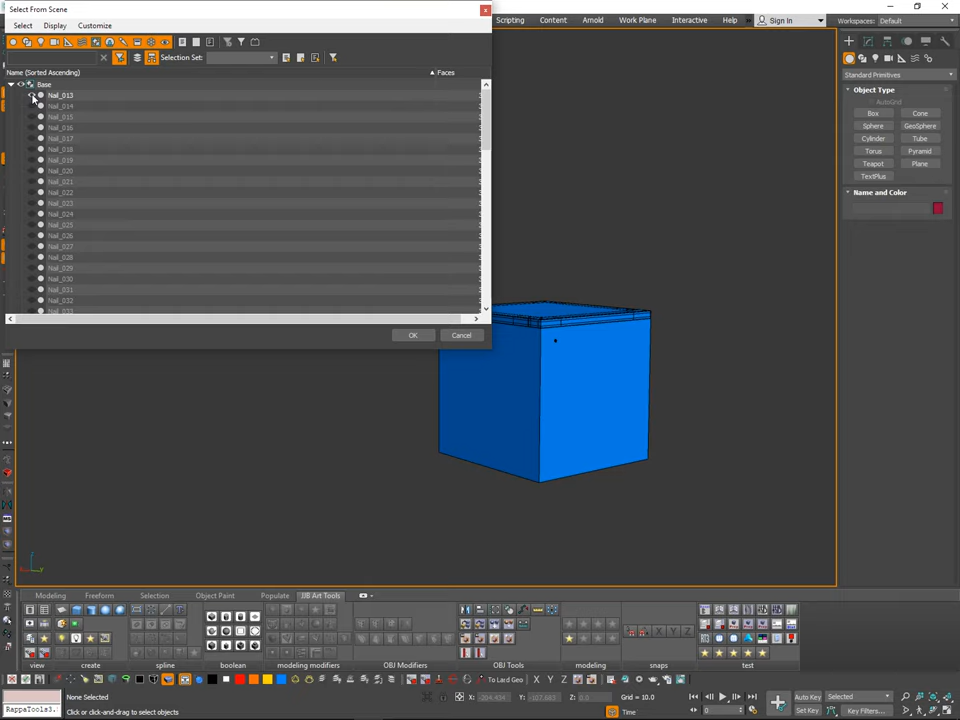 Select From Scene
Scripting Content Arnold Work Plane Interactive Help Sign In Workspaces: Default
Select Display Customize
Selection Set:
Name (Sorted Ascending) Faces
Base
Nail_013
Nail_014
Nail_015
Nail_016
Nail_017
Nail_018
Nail_019
Nail_020
Nail_021
Nail_022
Nail_023
Nail_024
Nail_025
Nail_026
Nail_027
Nail_028
Nail_029
Nail_030
Nail_031
Nail_032
Nail_033
OK Cancel
Standard Primitives
Object Type
AutoGrid
Box Cone
Sphere GeoSphere
Cylinder Tube
Torus Pyramid
Teapot Plane
TextPlus
Name and Color
Modeling Freeform Selection Object Paint Populate JJB Art Tools
view create spline boolean modeling modifiers OBJ Modifiers OBJ Tools modeling snaps test
To Lard Geo X Y Z
None Selected
X: Y: Z: Grid = 10.0
Auto Key Selected
RappaTools3.
Click or click-and-drag to select objects
Time
0
Set Key Key Filters...